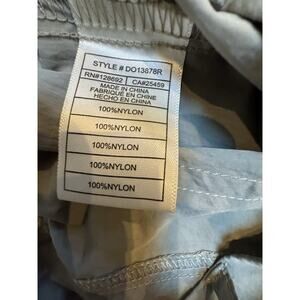 STYLE # DO13878R
RN#128692 CA#25459
MADE IN CHINA
FABRIQUÉ EN CHINE
HECHO EN CHINA
100%NYLON
100%NYLON
100%NYLON
100%NYLON
100%NYLON